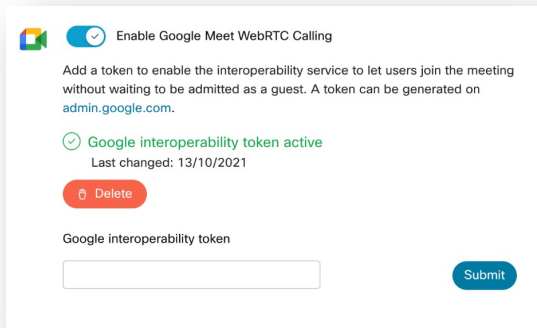 Enable Google Meet WebRTC Calling
Add a token to enable the interoperability service to let users join the meeting
without waiting to be admitted as a guest. A token can be generated on
admin.google.com.
Google interoperability token active
Last changed: 13/10/2021
Delete
Google interoperability token
Submit